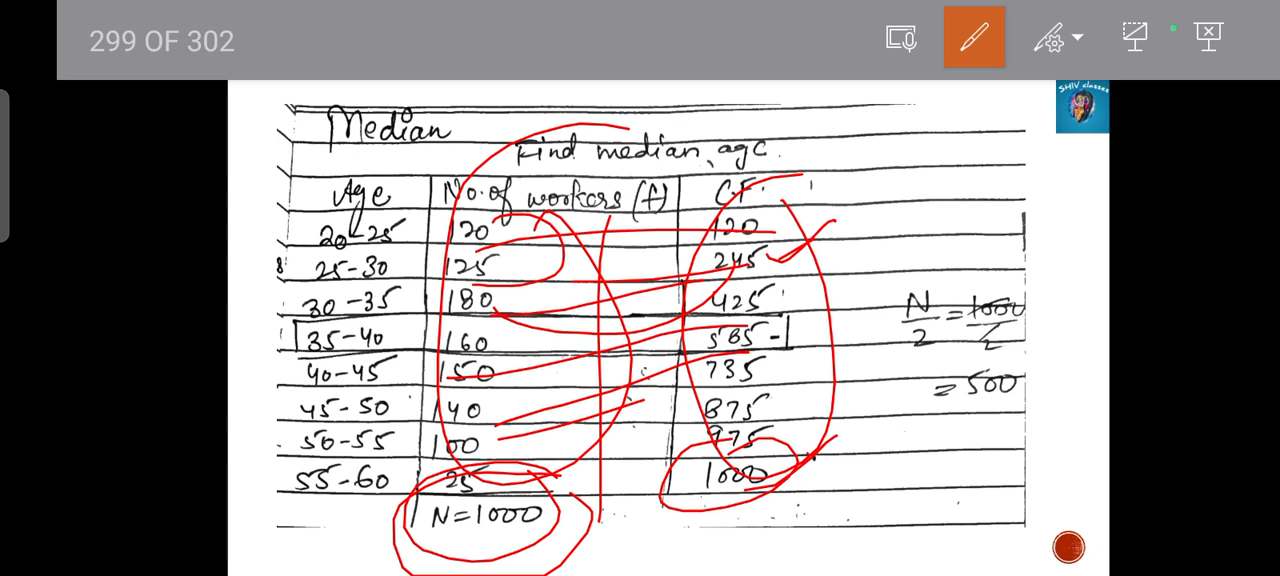 299 OF 302
SHIV classes
Median
Find median age.
Age No. of workers (f) C.F.
20-25 120 120
25-30 125 245
30-35 180 425
35-40 160 585
40-45 150 735
45-50 140 875
50-55 100 975
55-60 25 1000
N=1000
N/2 = 1000/2
= 500